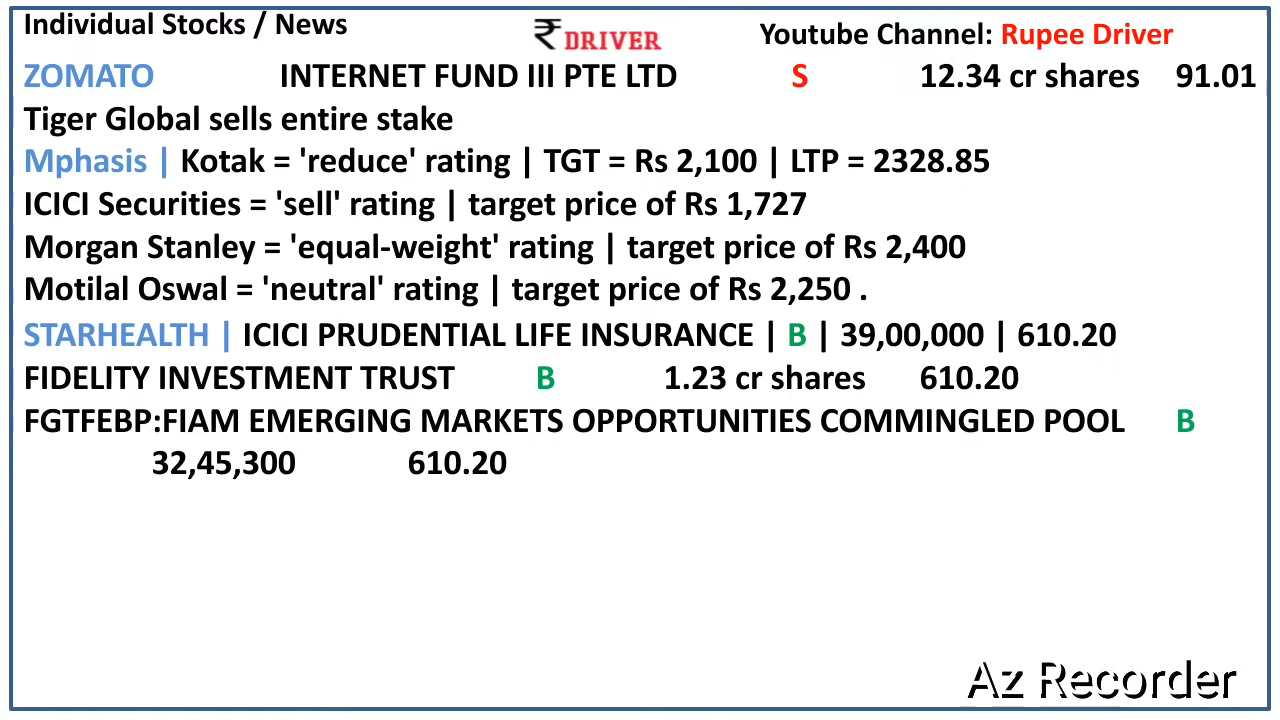 Individual Stocks / News
₹ DRIVER
Youtube Channel: Rupee Driver
ZOMATO INTERNET FUND III PTE LTD S 12.34 cr shares 91.01
Tiger Global sells entire stake
Mphasis | Kotak = 'reduce' rating | TGT = Rs 2,100 | LTP = 2328.85
ICICI Securities = 'sell' rating | target price of Rs 1,727
Morgan Stanley = 'equal-weight' rating | target price of Rs 2,400
Motilal Oswal = 'neutral' rating | target price of Rs 2,250 .
STARHEALTH | ICICI PRUDENTIAL LIFE INSURANCE | B | 39,00,000 | 610.20
FIDELITY INVESTMENT TRUST B 1.23 cr shares 610.20
FGTFEBP:FIAM EMERGING MARKETS OPPORTUNITIES COMMINGLED POOL B
32,45,300 610.20
Az Recorder